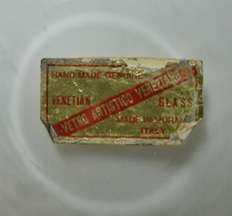 HAND MADE GENUINE
VENETIAN GLASS
VETRO ARTISTICO VENEZIANO
MADE IN MURANO
ITALY